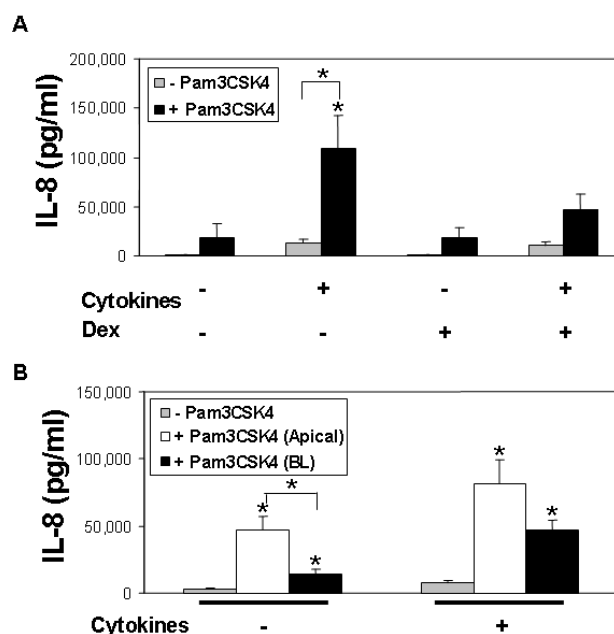 A
IL-8 (pg/ml)
200,000
150,000
100,000
50,000
0
- Pam3CSK4
+ Pam3CSK4
*
*
Cytokines - + - +
Dex - - + +
B
IL-8 (pg/ml)
150,000
100,000
50,000
0
- Pam3CSK4
+ Pam3CSK4 (Apical)
+ Pam3CSK4 (BL)
*
* *
* *
Cytokines - +